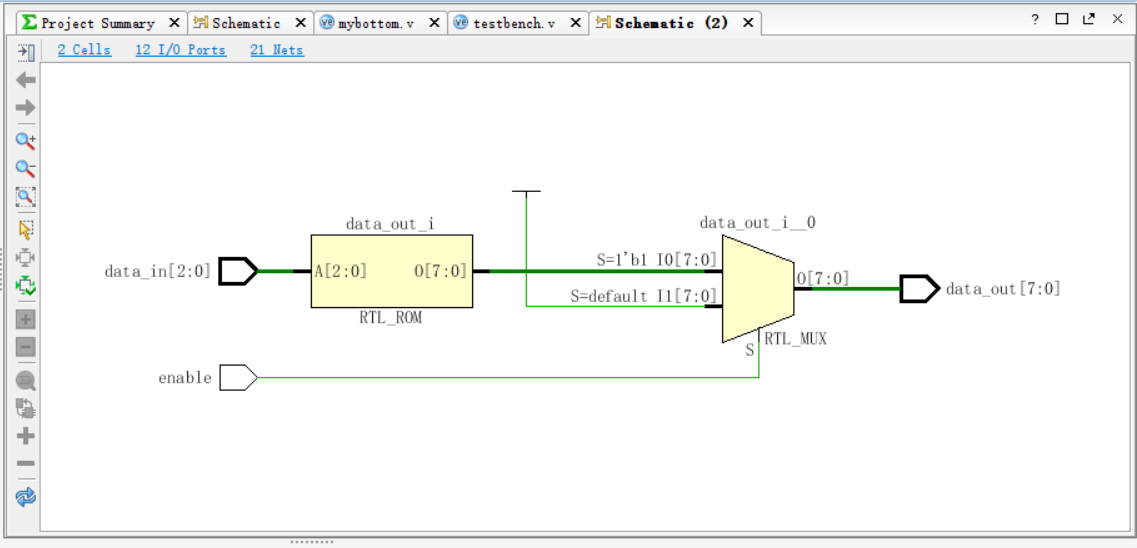 Project Summary
Schematic
mybottom.v
testbench.v
Schematic (2)
2 Cells
12 I/O Ports
21 Nets
data_out_i
data_out_i__0
data_in[2:0]
A[2:0]
O[7:0]
S=1'b1 I0[7:0]
O[7:0]
S=default I1[7:0]
data_out[7:0]
RTL_ROM
RTL_MUX
S
enable